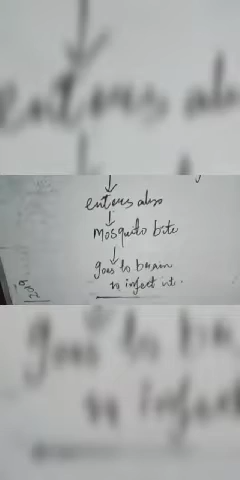 ↓
enters also
↓
Mosquito bite
↓
goes to brain
to infect it.